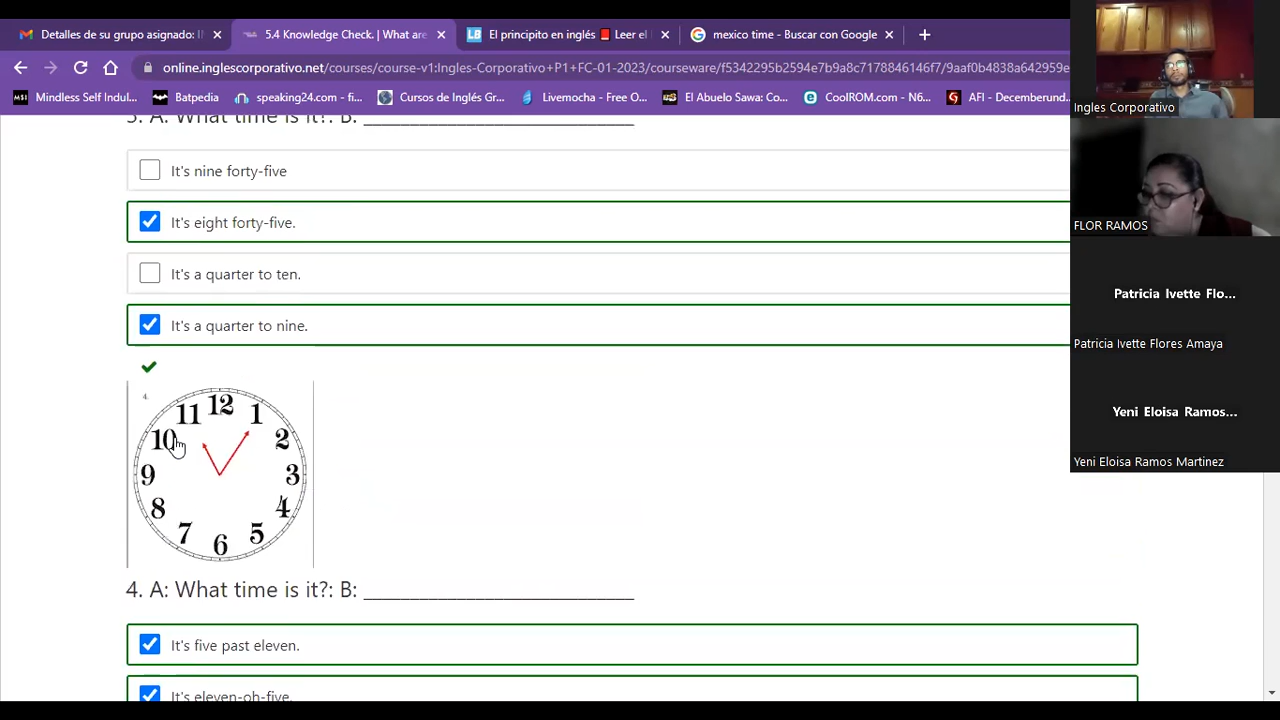 Detalles de su grupo asignado: I
5.4 Knowledge Check. | What are
LB
El principito en inglés 📕 Leer el
mexico time - Buscar con Google
online.inglescorporativo.net/courses/course-v1:Ingles-Corporativo+P1+FC-01-2023/courseware/f5342295b2594e7b9a8c7178846146f7/9aaf0b4838a642959e
Mindless Self Indul...
Batpedia
speaking24.com - fi...
Cursos de Inglés Gr...
Livemocha - Free O...
El Abuelo Sawa: Co...
CoolROM.com - N6...
AFI - Decemberund...
3. A: What time is it?: B: ___________________________
It's nine forty-five
It's eight forty-five.
It's a quarter to ten.
It's a quarter to nine.
4.
12
11
1
10
2
9
3
8
4
7
5
6
4. A: What time is it?: B: ___________________________
It's five past eleven.
It's eleven-oh-five.
Ingles Corporativo
FLOR RAMOS
Patricia Ivette Flo...
Patricia Ivette Flores Amaya
Yeni Eloisa Ramos...
Yeni Eloisa Ramos Martinez